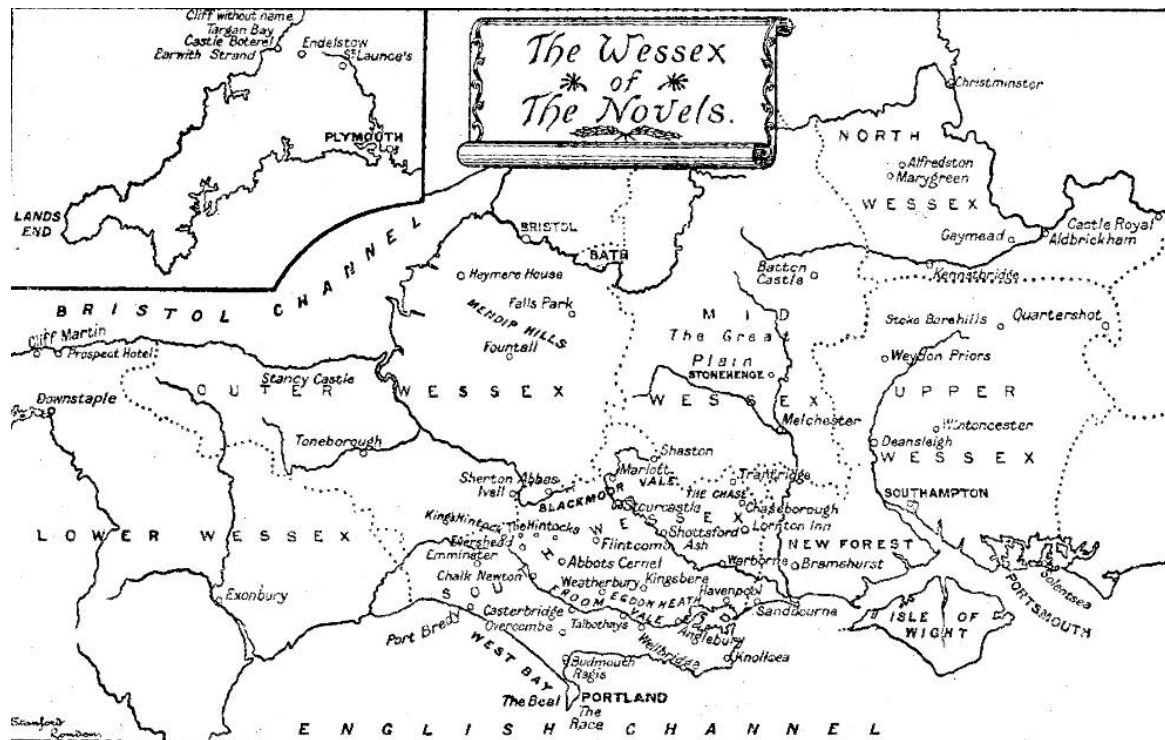 The Wessex
of
The Novels.
Cliff without name
Targan Bay
Castle Boterel
Endelstow
St Launce's
PLYMOUTH
LANDS
END
BRISTOL CHANNEL
Christminster
NORTH
WESSEX
Alfredston
Marygreen
Gaymead
Castle Royal
Aldbrickham
Kennetbridge
BRISTOL
BATH
Heymere House
Falls Park
MENDIP HILLS
Fountall
Batton
Castle
MID
WESSEX
The Great
Plain
STONEHENGE
Melchester
Stoke Barehills
Quartershot
Weydon Priors
UPPER
WESSEX
Wintoncester
Deansleigh
SOUTHAMPTON
Cliff Martin
Prospect Hotel
Downstaple
OUTER WESSEX
Stancy Castle
Toneborough
LOWER WESSEX
Exonbury
Sherton Abbas
Ivell
Marlott
Shaston
BLACKMOOR VALE
Stourcastle
THE CHASE
Trantridge
Chaseborough
Shottsford
Lornton Inn
King's Hintock
The Hintocks
Evershead
Emminster
Flintcomb
Ash
Abbots Cernel
Chalk Newton
SOUTH WESSEX
Warborne
Bramshurst
NEW FOREST
Weatherbury
Kingsbere
EGDON HEATH
Havenpool
Sandbourne
Casterbridge
Overcombe
Talbothays
Wellbridge
Anglebury
Knollsea
Port Bredy
WEST BAY
Budmouth
Regis
The Beal
PORTLAND
The
Race
ISLE OF
WIGHT
PORTSMOUTH
Solentsea
ENGLISH CHANNEL
Stanford
London